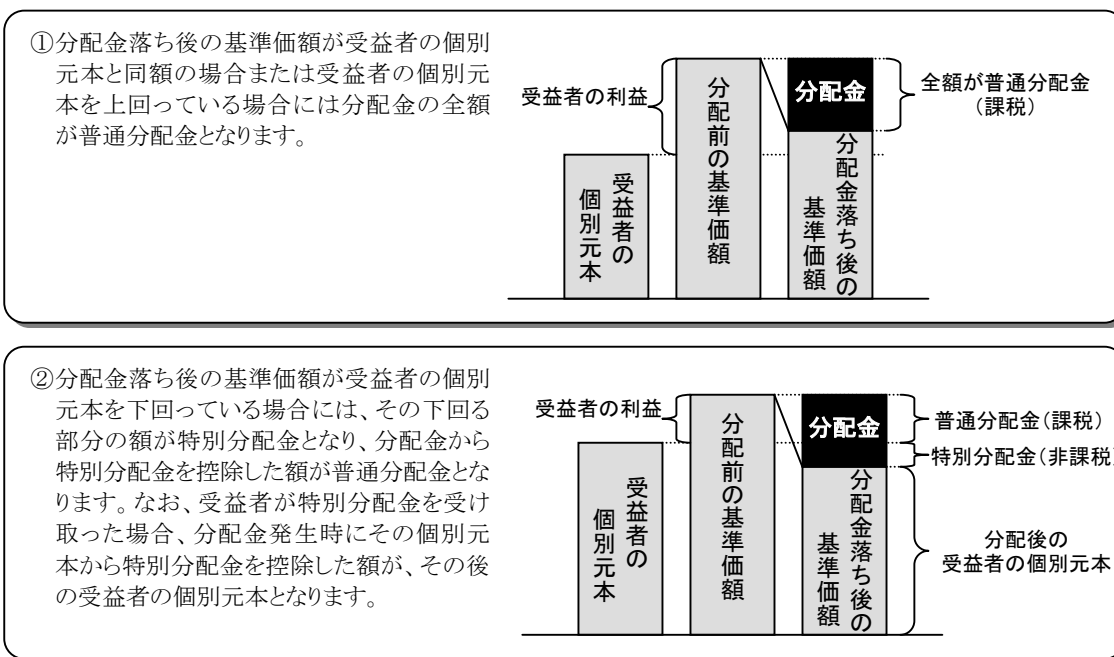 ①分配金落ち後の基準価額が受益者の個別
元本と同額の場合または受益者の個別元
本を上回っている場合には分配金の全額
が普通分配金となります。
受益者の利益
受益者の
個別元本
分配前の基準価額
分配金
分配金落ち後の
基準価額
全額が普通分配金
(課税)
②分配金落ち後の基準価額が受益者の個別
元本を下回っている場合には、その下回る
部分の額が特別分配金となり、分配金から
特別分配金を控除した額が普通分配金とな
ります。なお、受益者が特別分配金を受け
取った場合、分配金発生時にその個別元
本から特別分配金を控除した額が、その後
の受益者の個別元本となります。
受益者の利益
受益者の
個別元本
分配前の基準価額
分配金
分配金落ち後の
基準価額
普通分配金(課税)
特別分配金(非課税)
分配後の
受益者の個別元本